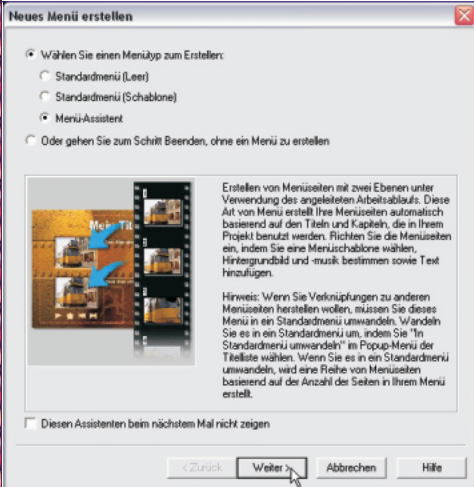 Neues Menü erstellen
Wählen Sie einen Menütyp zum Erstellen:
Standardmenü (Leer)
Standardmenü (Schablone)
Menü-Assistent
Oder gehen Sie zum Schritt Beenden, ohne ein Menü zu erstellen
Mein Tit
Erstellen von Menüseiten mit zwei Ebenen unter
Verwendung des angeleiteten Arbeitsablaufs. Diese
Art von Menü erstellt Ihre Menüseiten automatisch
basierend auf den Titeln und Kapiteln, die in Ihrem
Projekt benutzt werden. Richten Sie die Menüseiten
ein, indem Sie eine Menüschablone wählen,
Hintergrundbild und -musik bestimmen sowie Text
hinzufügen.
Hinweis: Wenn Sie Verknüpfungen zu anderen
Menüseiten herstellen wollen, müssen Sie dieses
Menü in ein Standardmenü umwandeln. Wandeln
Sie es in ein Standardmenü um, indem Sie "In
Standardmenü umwandeln" im Popup-Menü der
Titelliste wählen. Wenn Sie es in ein Standardmenü
umwandeln, wird eine Reihe von Menüseiten
basierend auf der Anzahl der Seiten in Ihrem Menü
erstellt.
Diesen Assistenten beim nächstem Mal nicht zeigen
< Zurück Weiter > Abbrechen Hilfe